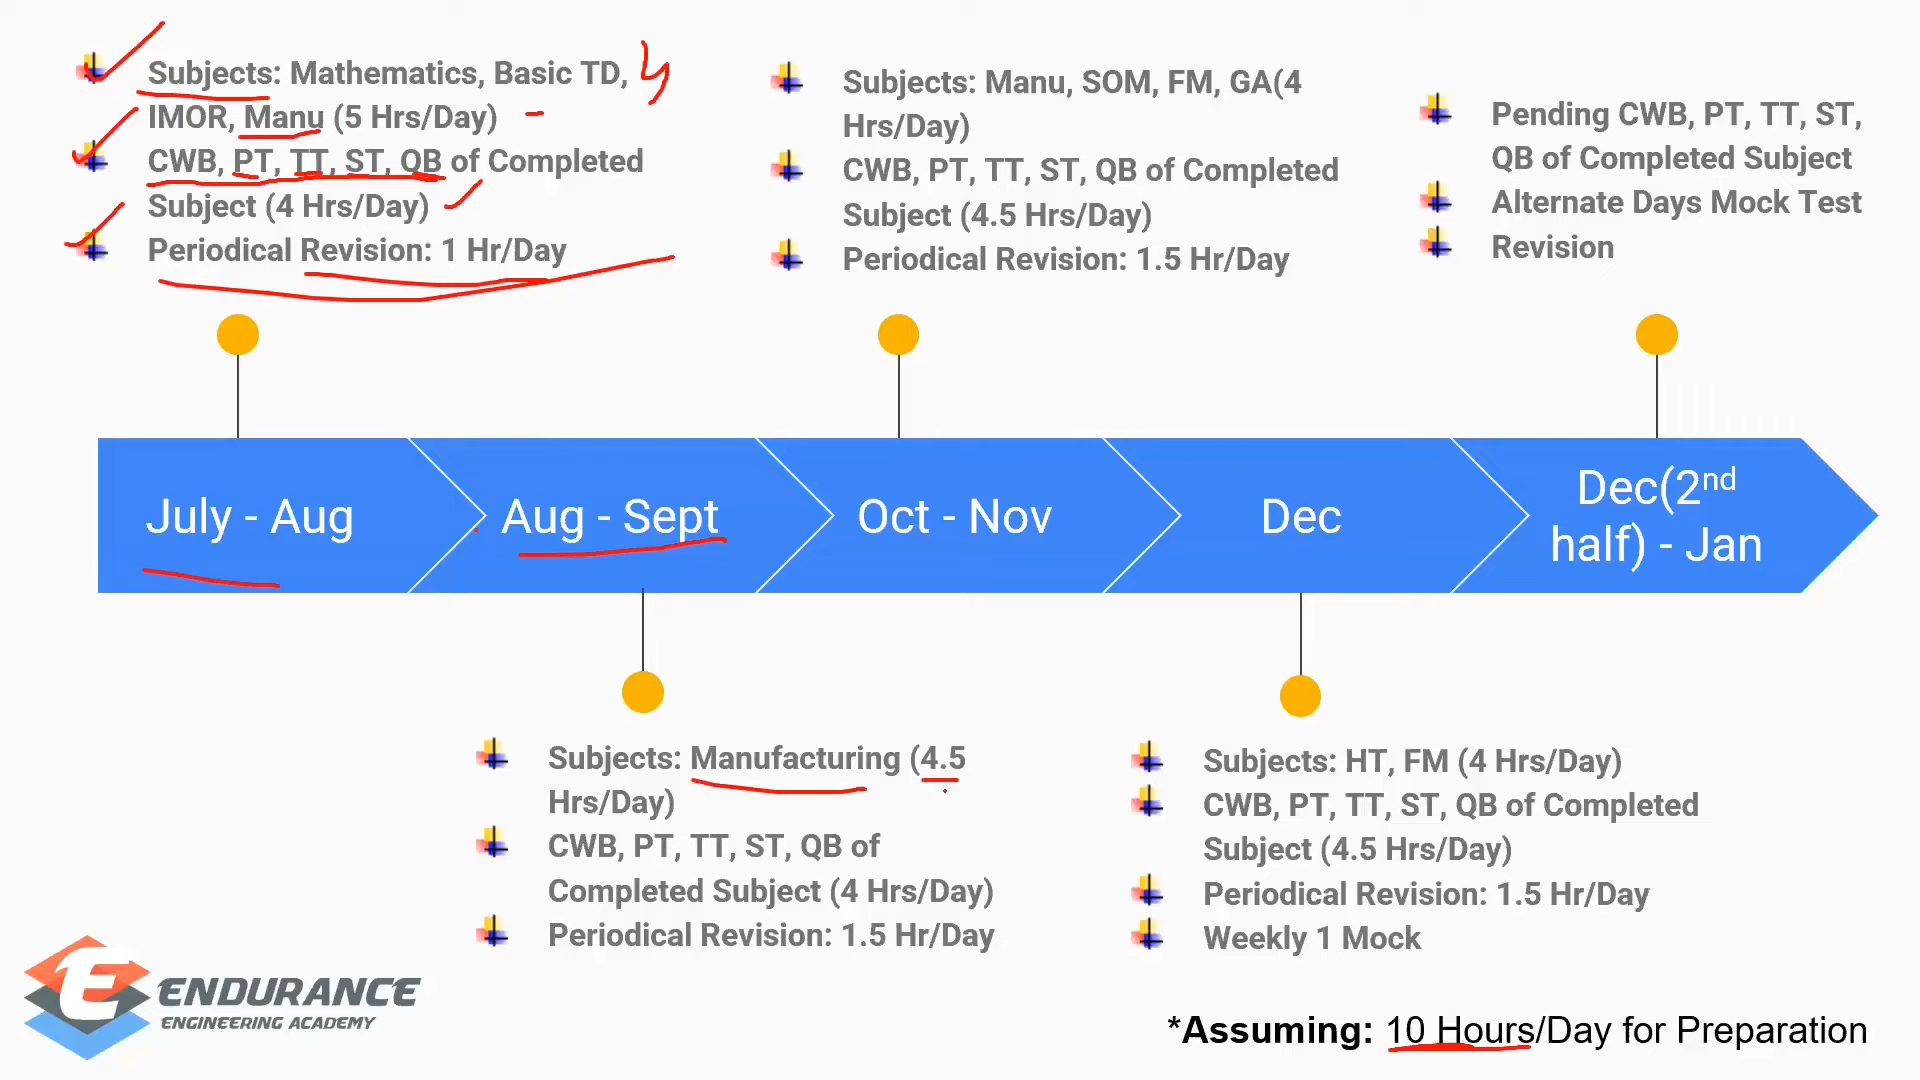 Subjects: Mathematics, Basic TD,
IMOR, Manu (5 Hrs/Day)
CWB, PT, TT, ST, QB of Completed
Subject (4 Hrs/Day)
Periodical Revision: 1 Hr/Day
Subjects: Manu, SOM, FM, GA(4
Hrs/Day)
CWB, PT, TT, ST, QB of Completed
Subject (4.5 Hrs/Day)
Periodical Revision: 1.5 Hr/Day
Pending CWB, PT, TT, ST,
QB of Completed Subject
Alternate Days Mock Test
Revision
July - Aug
Aug - Sept
Oct - Nov
Dec
Dec(2nd
half) - Jan
Subjects: Manufacturing (4.5
Hrs/Day)
CWB, PT, TT, ST, QB of
Completed Subject (4 Hrs/Day)
Periodical Revision: 1.5 Hr/Day
Subjects: HT, FM (4 Hrs/Day)
CWB, PT, TT, ST, QB of Completed
Subject (4.5 Hrs/Day)
Periodical Revision: 1.5 Hr/Day
Weekly 1 Mock
E ENDURANCE
ENGINEERING ACADEMY
*Assuming: 10 Hours/Day for Preparation